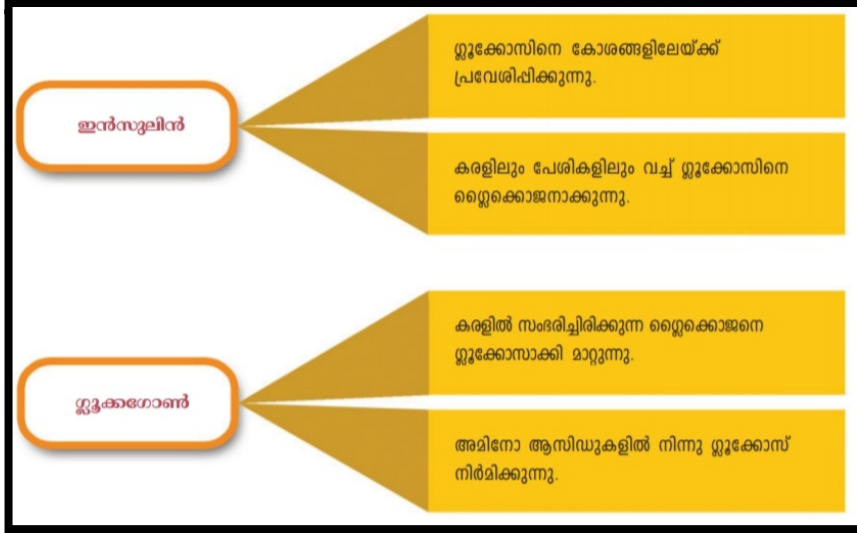 ഇൻസുലിൻ
ഗ്ലൂക്കോസിനെ കോശങ്ങളിലേയ്ക്ക്
പ്രവേശിപ്പിക്കുന്നു.
കരളിലും പേശികളിലും വച്ച് ഗ്ലൂക്കോസിനെ
ഗ്ലൈക്കൊജനാക്കുന്നു.
ഗ്ലൂക്കഗോൺ
കരളിൽ സംഭരിച്ചിരിക്കുന്ന ഗ്ലൈക്കൊജനെ
ഗ്ലൂക്കോസാക്കി മാറ്റുന്നു.
അമിനോ ആസിഡുകളിൽ നിന്നു ഗ്ലൂക്കോസ്
നിർമിക്കുന്നു.